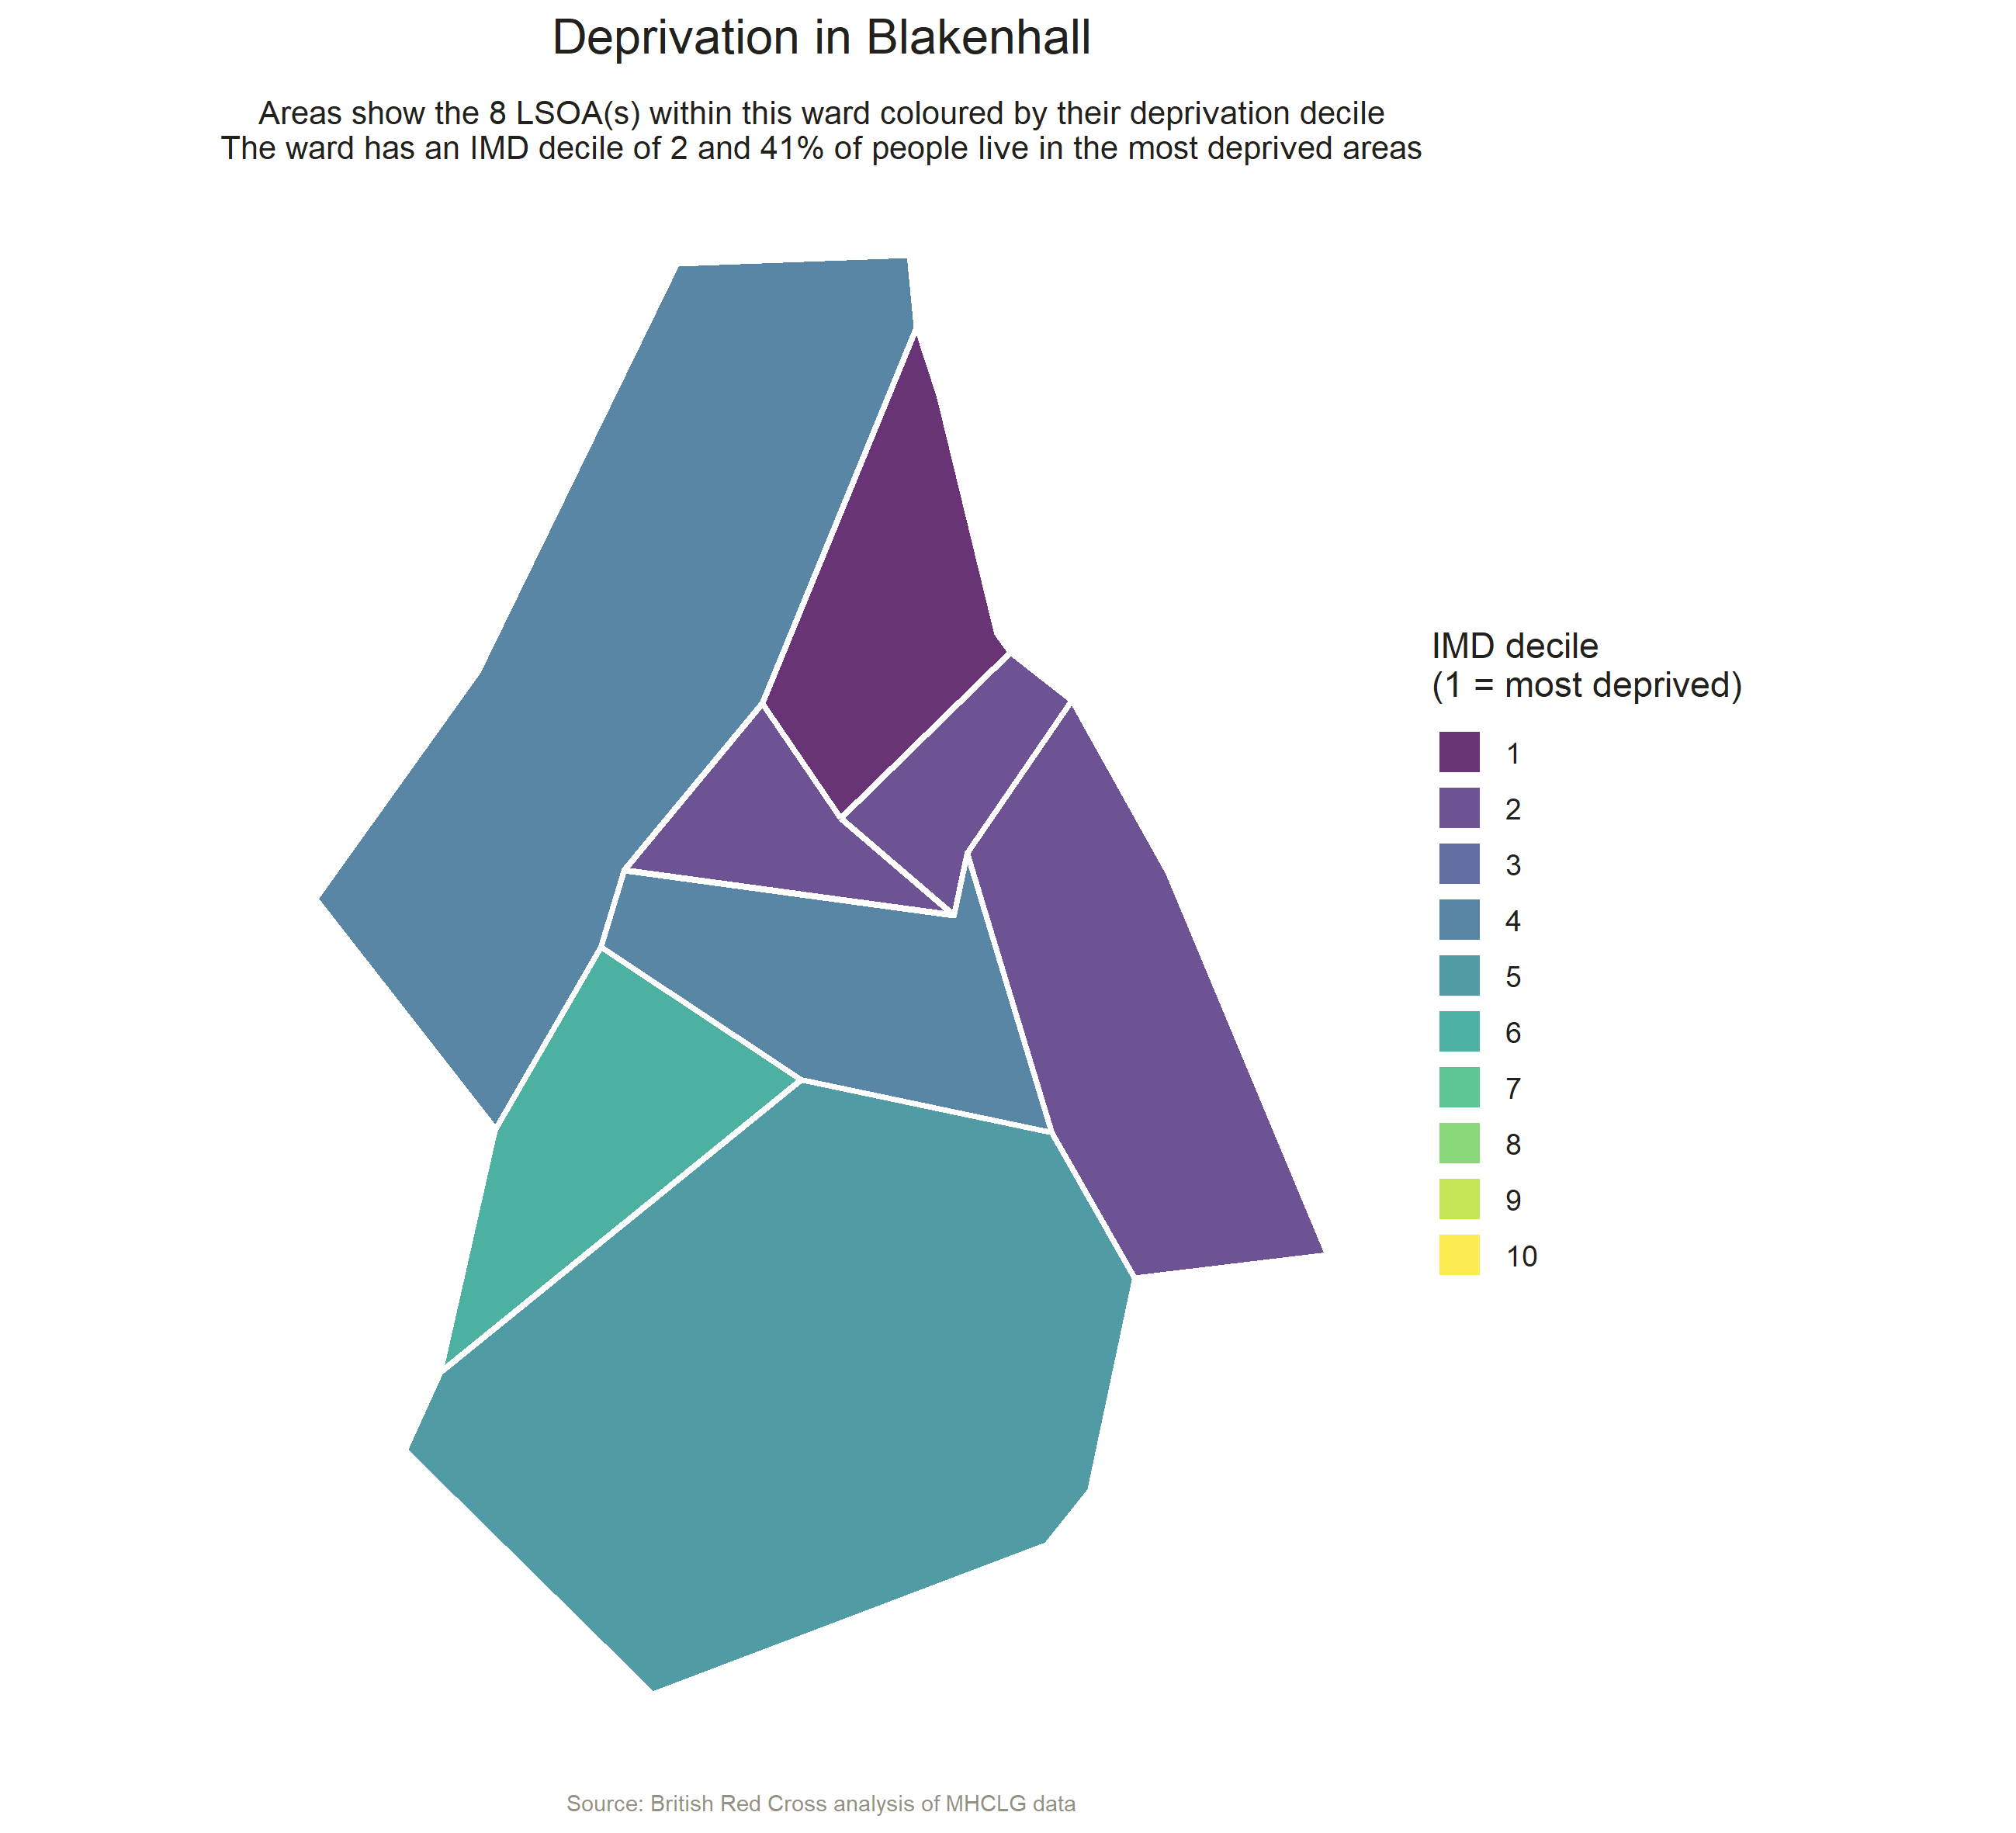 Deprivation in Blakenhall
Areas show the 8 LSOA(s) within this ward coloured by their deprivation decile
The ward has an IMD decile of 2 and 41% of people live in the most deprived areas
IMD decile
(1 = most deprived)
1
2
3
4
5
6
7
8
9
10
Source: British Red Cross analysis of MHCLG data